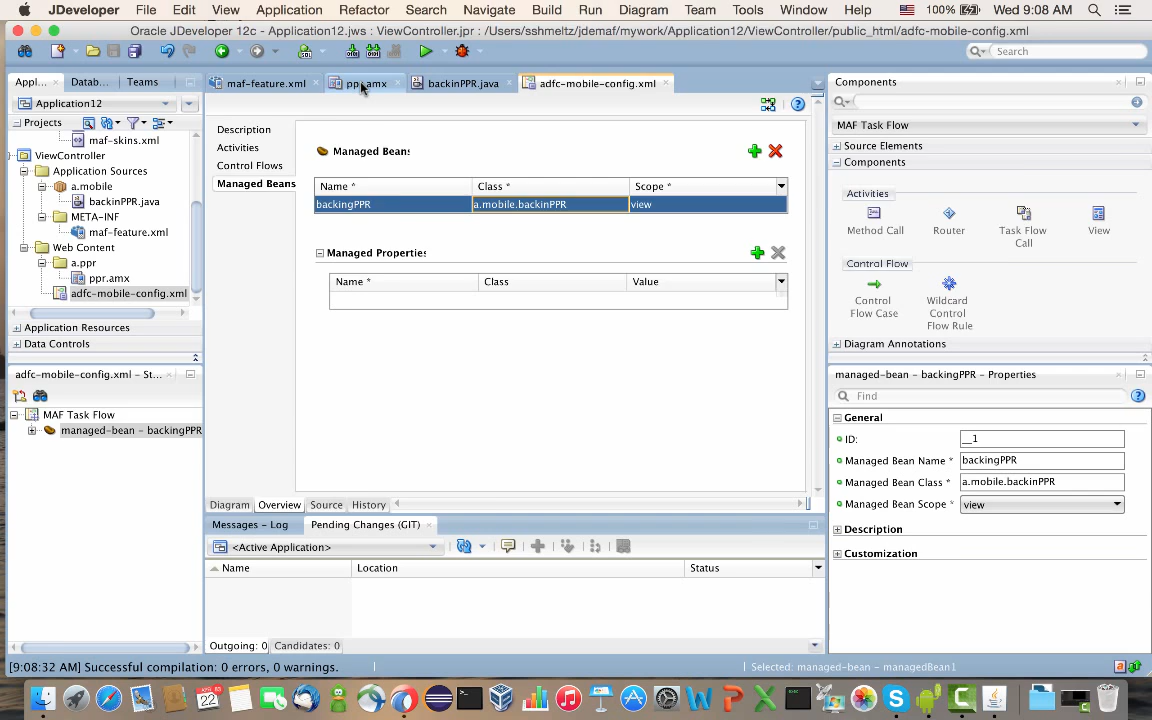 JDeveloper File Edit View Application Refactor Search Navigate Build Run Diagram Team Tools Window Help 100% Wed 9:08 AM
Oracle JDeveloper 12c - Application12.jws : ViewController.jpr : /Users/sshmeltz/jdemaf/mywork/Application12/ViewController/public_html/adfc-mobile-config.xml
Search
Appl... Datab... Teams
maf-feature.xml ppr.amx backinPPR.java adfc-mobile-config.xml
Components
Application12
Projects
maf-skins.xml
ViewController
Application Sources
a.mobile
backinPPR.java
META-INF
maf-feature.xml
Web Content
a.ppr
ppr.amx
adfc-mobile-config.xml
Application Resources
Data Controls
adfc-mobile-config.xml - St...
MAF Task Flow
managed-bean - backingPPR
Description
Activities
Control Flows
Managed Beans
Managed Beans
Name * Class * Scope *
backingPPR a.mobile.backinPPR view
Managed Properties
Name * Class Value
Diagram Overview Source History
Messages - Log Pending Changes (GIT)
<Active Application>
Name Location Status
Outgoing: 0 Candidates: 0
MAF Task Flow
Source Elements
Components
Activities
Method Call Router Task Flow Call View
Control Flow
Control Flow Case Wildcard Control Flow Rule
Diagram Annotations
managed-bean - backingPPR - Properties
Find
General
ID: __1
Managed Bean Name * backingPPR
Managed Bean Class * a.mobile.backinPPR
Managed Bean Scope * view
Description
Customization
[9:08:32 AM] Successful compilation: 0 errors, 0 warnings.
Selected: managed-bean - managedBean1